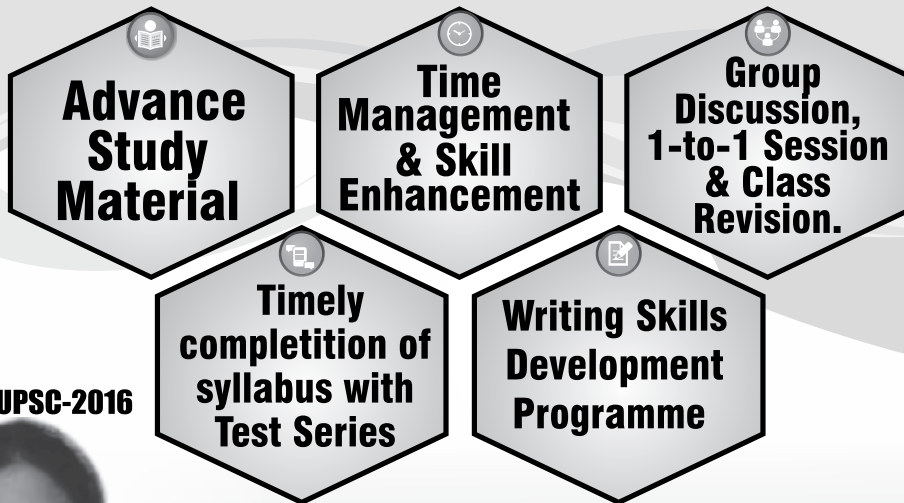 Advance
Study
Material
Time
Management
& Skill
Enhancement
Group
Discussion,
1-to-1 Session
& Class
Revision.
Timely
completition of
syllabus with
Test Series
Writing Skills
Development
Programme
UPSC-2016